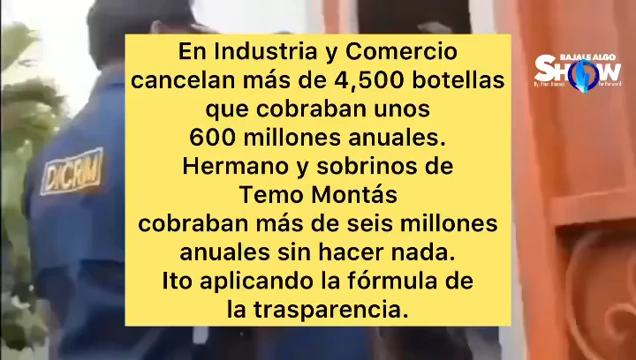 En Industria y Comercio
cancelan más de 4,500 botellas
que cobraban unos
600 millones anuales.
Hermano y sobrinos de
Temo Montás
cobraban más de seis millones
anuales sin hacer nada.
Ito aplicando la fórmula de
la trasparencia.
BAJALE ALGO
SHOW
DICRIM